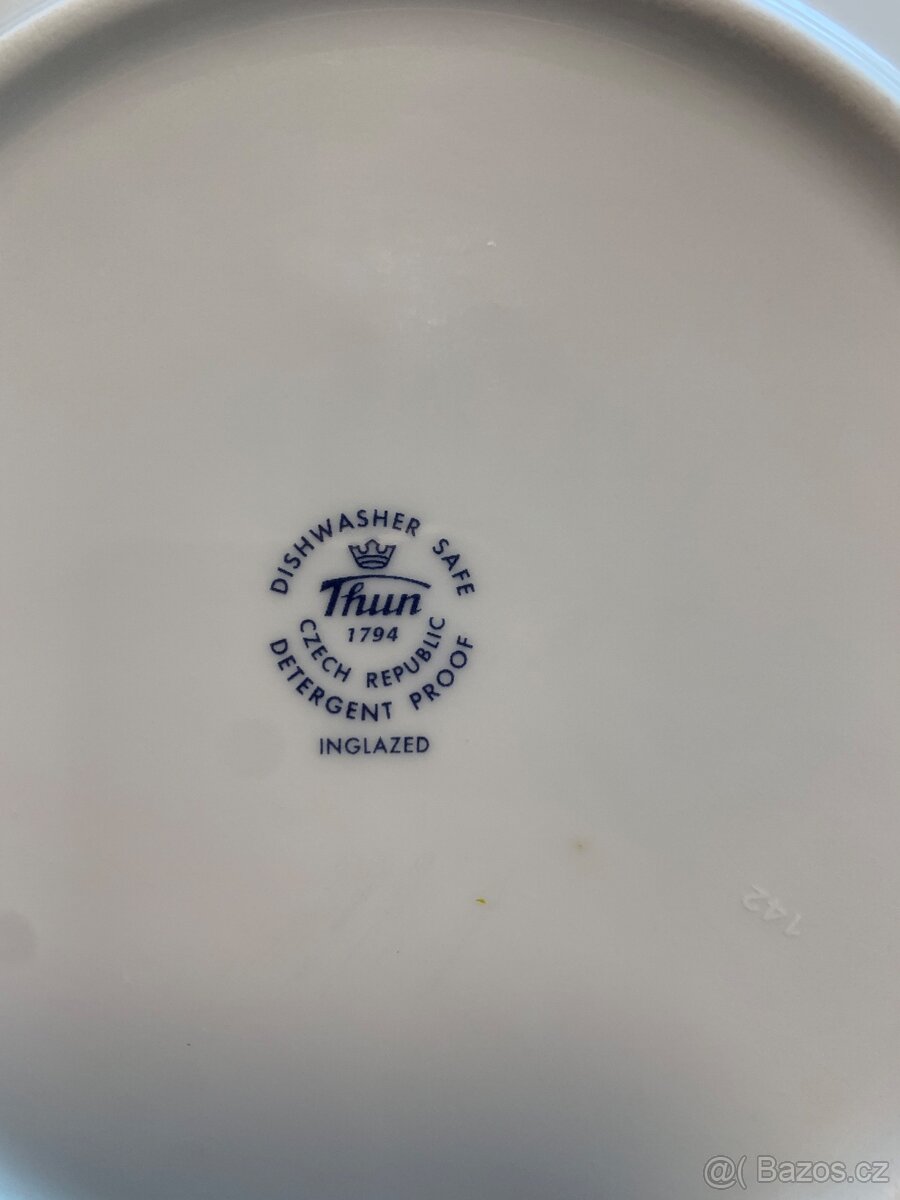 DISHWASHER SAFE
Thun
1794
CZECH REPUBLIC
DETERGENT PROOF
INGLAZED
142
@( Bazos.cz